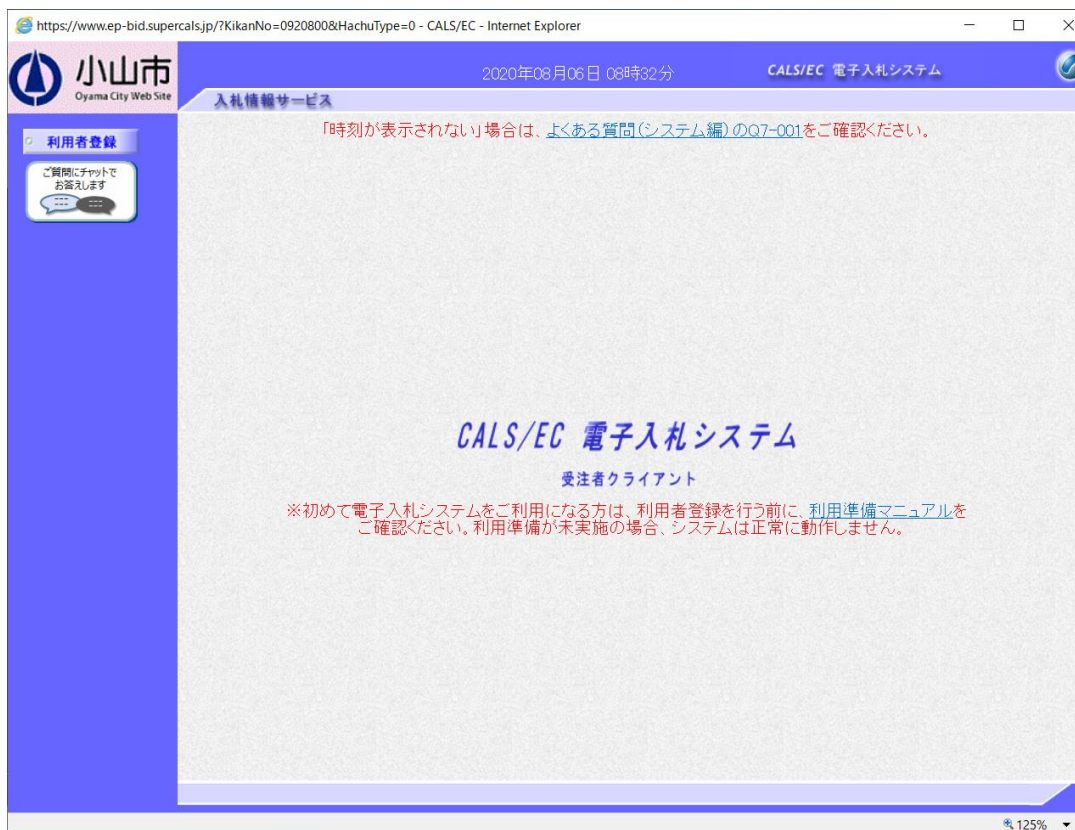 https://www.ep-bid.supercals.jp/?KikanNo=0920800&HachuType=0 - CALS/EC - Internet Explorer
小山市
Oyama City Web Site
2020年08月06日 08時32分
CALS/EC 電子入札システム
入札情報サービス
利用者登録
ご質問にチャットで
お答えします
「時刻が表示されない」場合は、よくある質問(システム編)のQ7-001をご確認ください。
CALS/EC 電子入札システム
受注者クライアント
※初めて電子入札システムをご利用になる方は、利用者登録を行う前に、利用準備マニュアルを
ご確認ください。利用準備が未実施の場合、システムは正常に動作しません。
125%